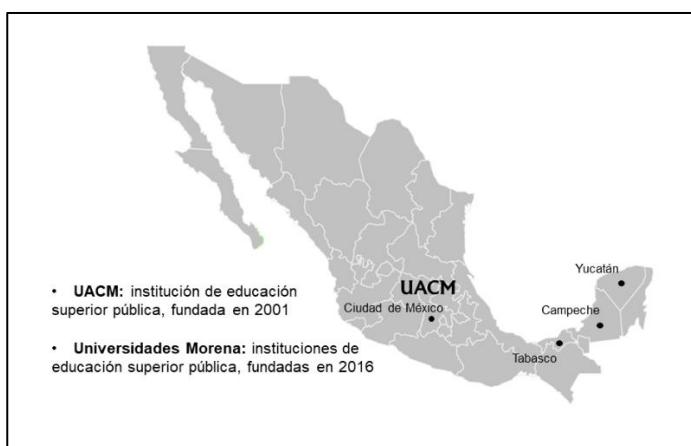 Yucatán
UACM
• UACM: institución de educación
superior pública, fundada en 2001
Ciudad de México
Campeche
• Universidades Morena: instituciones de
educación superior pública, fundadas en 2016
Tabasco